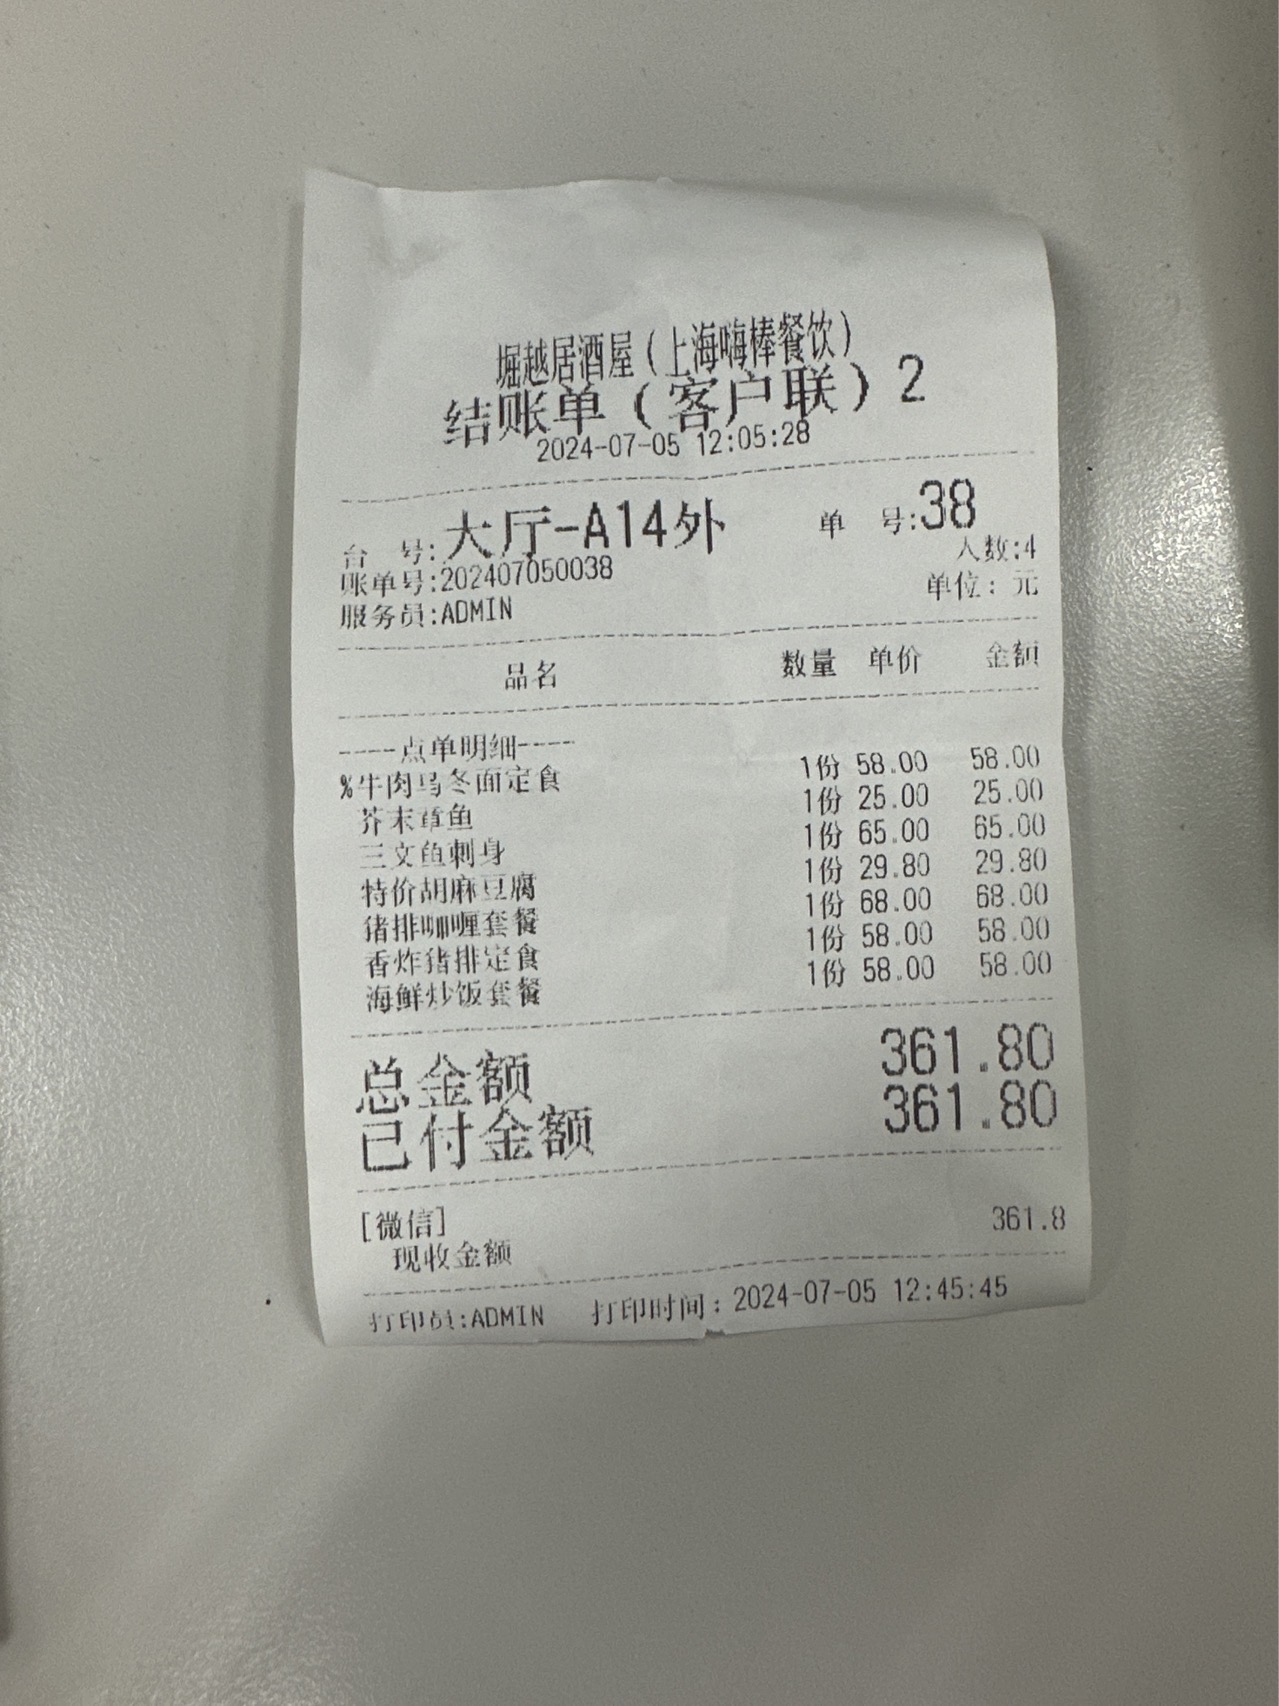 堀越居酒屋(上海嗨棒餐饮)
结账单(客户联)2
2024-07-05 12:05:28
台 号:大厅-A14外 单 号:38
人数:4
账单号:202407050038
单位:元
服务员:ADMIN
品名 数量 单价 金额
----点单明细----
%牛肉乌冬面定食 1份 58.00 58.00
芥末章鱼 1份 25.00 25.00
三文鱼刺身 1份 65.00 65.00
特价胡麻豆腐 1份 29.80 29.80
猪排咖喱套餐 1份 68.00 68.00
香炸猪排定食 1份 58.00 58.00
海鲜炒饭套餐 1份 58.00 58.00
总金额 361.80
已付金额 361.80
[微信]
现收金额 361.8
打印员:ADMIN 打印时间:2024-07-05 12:45:45